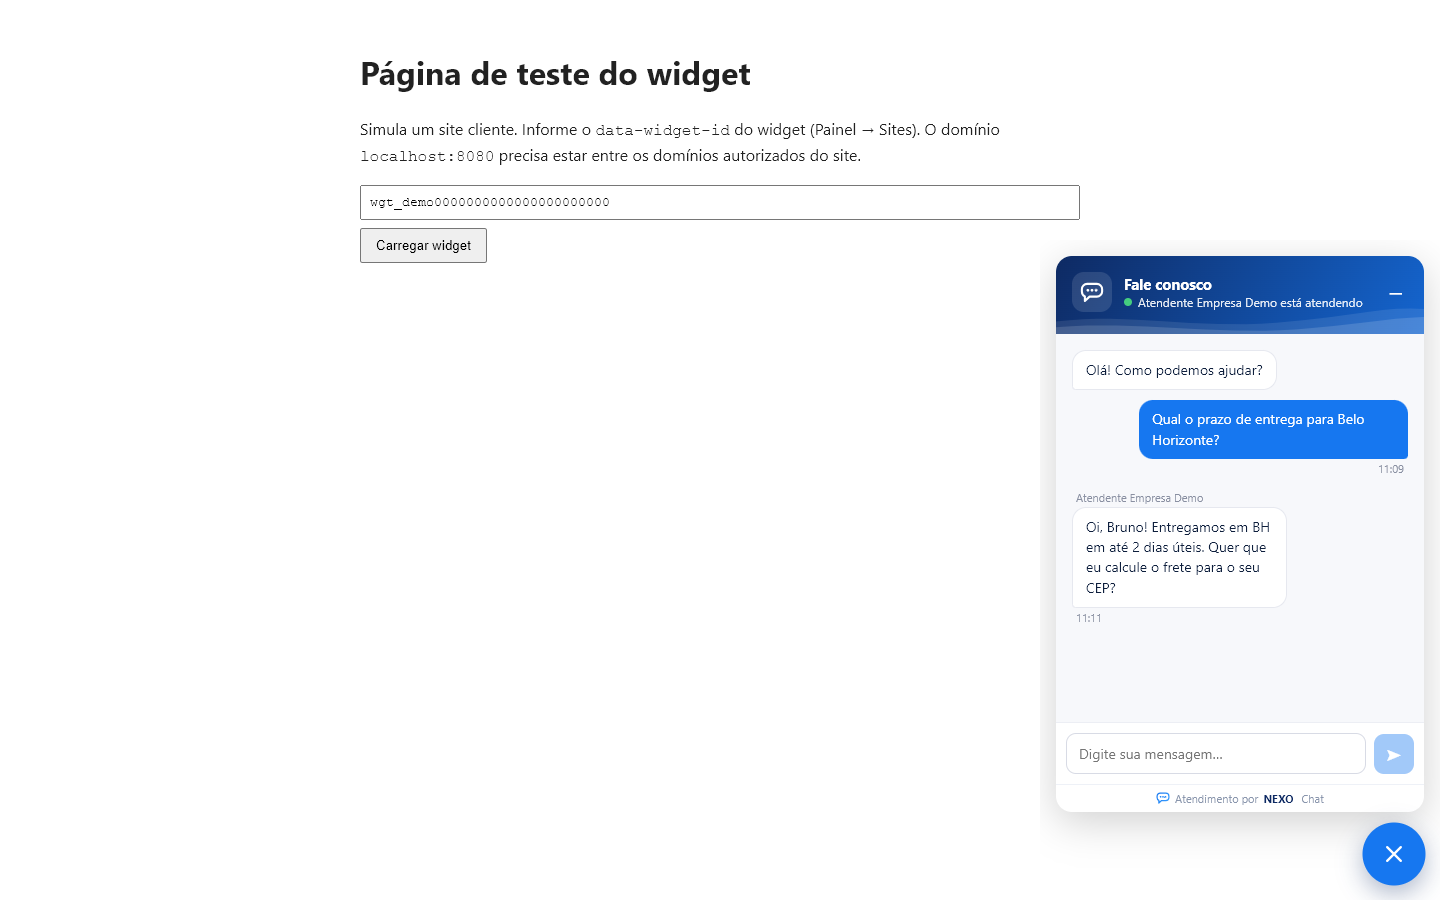 Página de teste do widget
Simula um site cliente. Informe o data-widget-id do widget (Painel → Sites). O domínio
localhost:8080 precisa estar entre os domínios autorizados do site.
wgt_demo0000000000000000000000
Carregar widget
Fale conosco
Atendente Empresa Demo está atendendo
Olá! Como podemos ajudar?
Qual o prazo de entrega para Belo
Horizonte?
11:09
Atendente Empresa Demo
Oi, Bruno! Entregamos em BH
em até 2 dias úteis. Quer que
eu calcule o frete para o seu
CEP?
11:11
Digite sua mensagem...
Atendimento por NEXO Chat